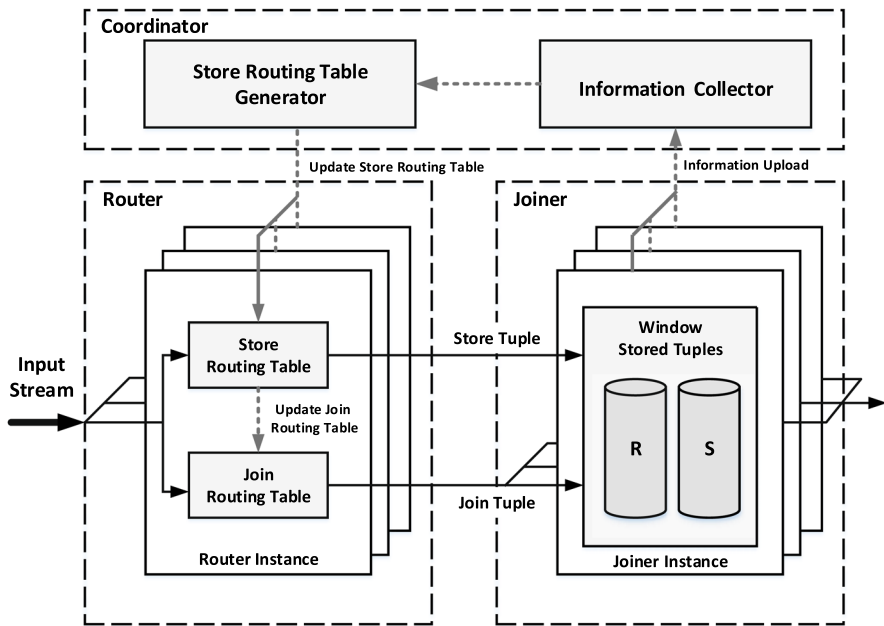 Coordinator
Store Routing Table
Generator
Information Collector
Update Store Routing Table
Information Upload
Router
Joiner
Input
Stream
Store
Routing Table
Update Join
Routing Table
Join
Routing Table
Router Instance
Store Tuple
Join Tuple
Window
Stored Tuples
R
S
Joiner Instance